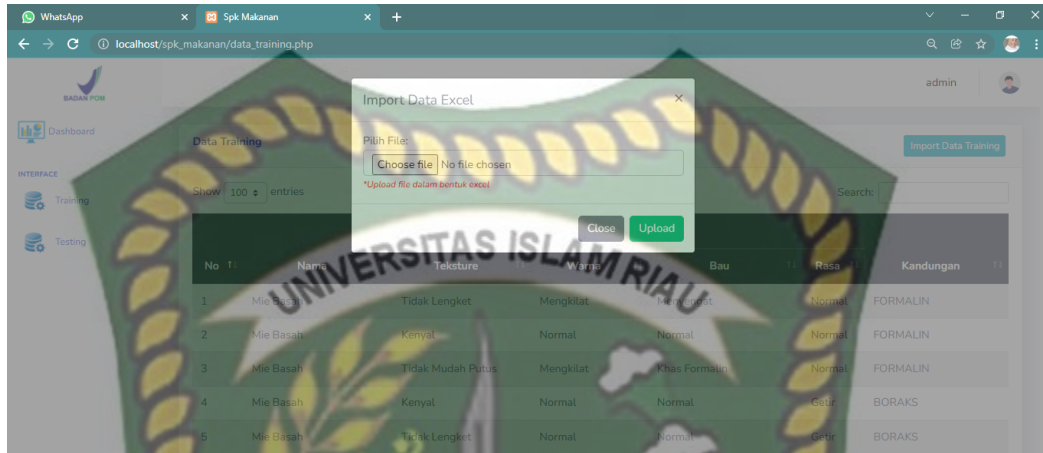 WhatsApp × Spk Makanan × +
localhost/spk_makanan/data_training.php
BADAN POM
admin
Import Data Excel ×
Dashboard
Data Training
Pilih File:
Import Data Training
Choose file No file chosen
*Upload file dalam bentuk excel
INTERFACE
Training
Show 100 entries
Search:
Close Upload
Testing
UNIVERSITAS ISLAM RIAU
No Nama Teksture Warna Bau Rasa Kandungan
1 Mie Basah Tidak Lengket Mengkilat Menyengat Normal FORMALIN
2 Mie Basah Kenyal Normal Normal Normal FORMALIN
3 Mie Basah Tidak Mudah Putus Mengkilat Khas Formalin Normal FORMALIN
4 Mie Basah Kenyal Normal Normal Getir BORAKS
5 Mie Basah Tidak Lengket Normal Normal Getir BORAKS